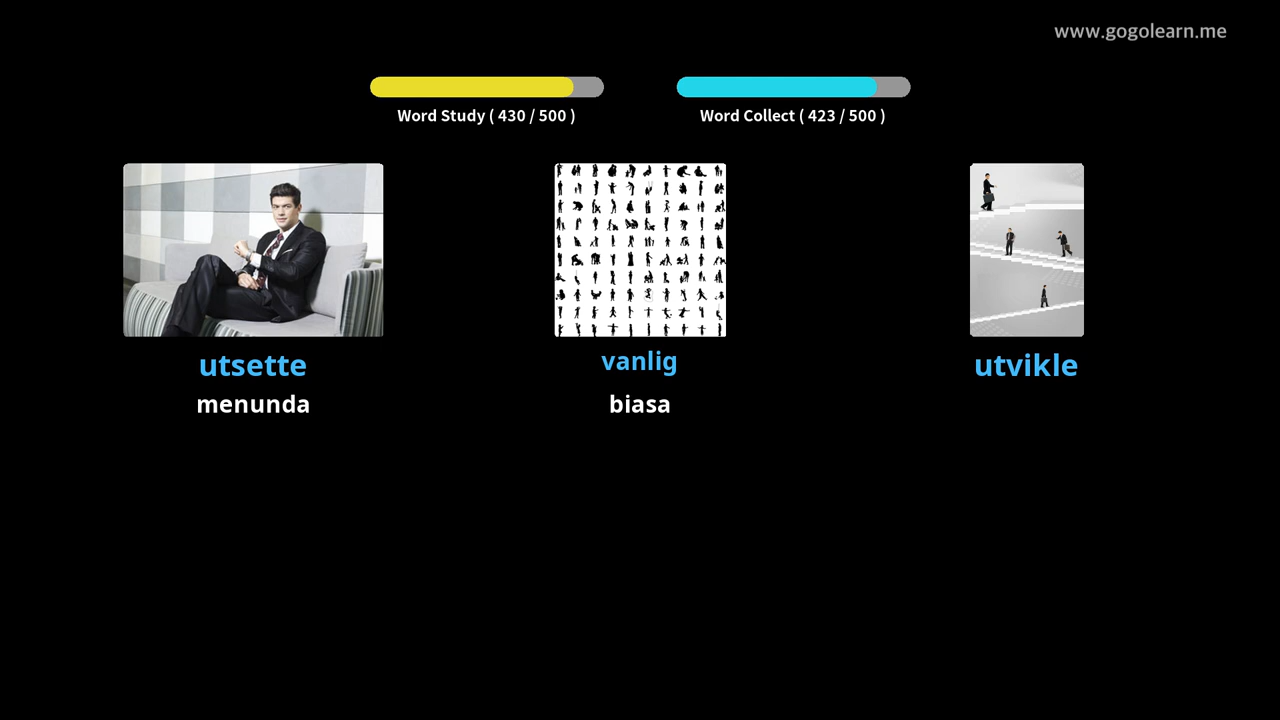 www.gogolearn.me
Word Study ( 430 / 500 )
Word Collect ( 423 / 500 )
utsette
menunda
vanlig
biasa
utvikle